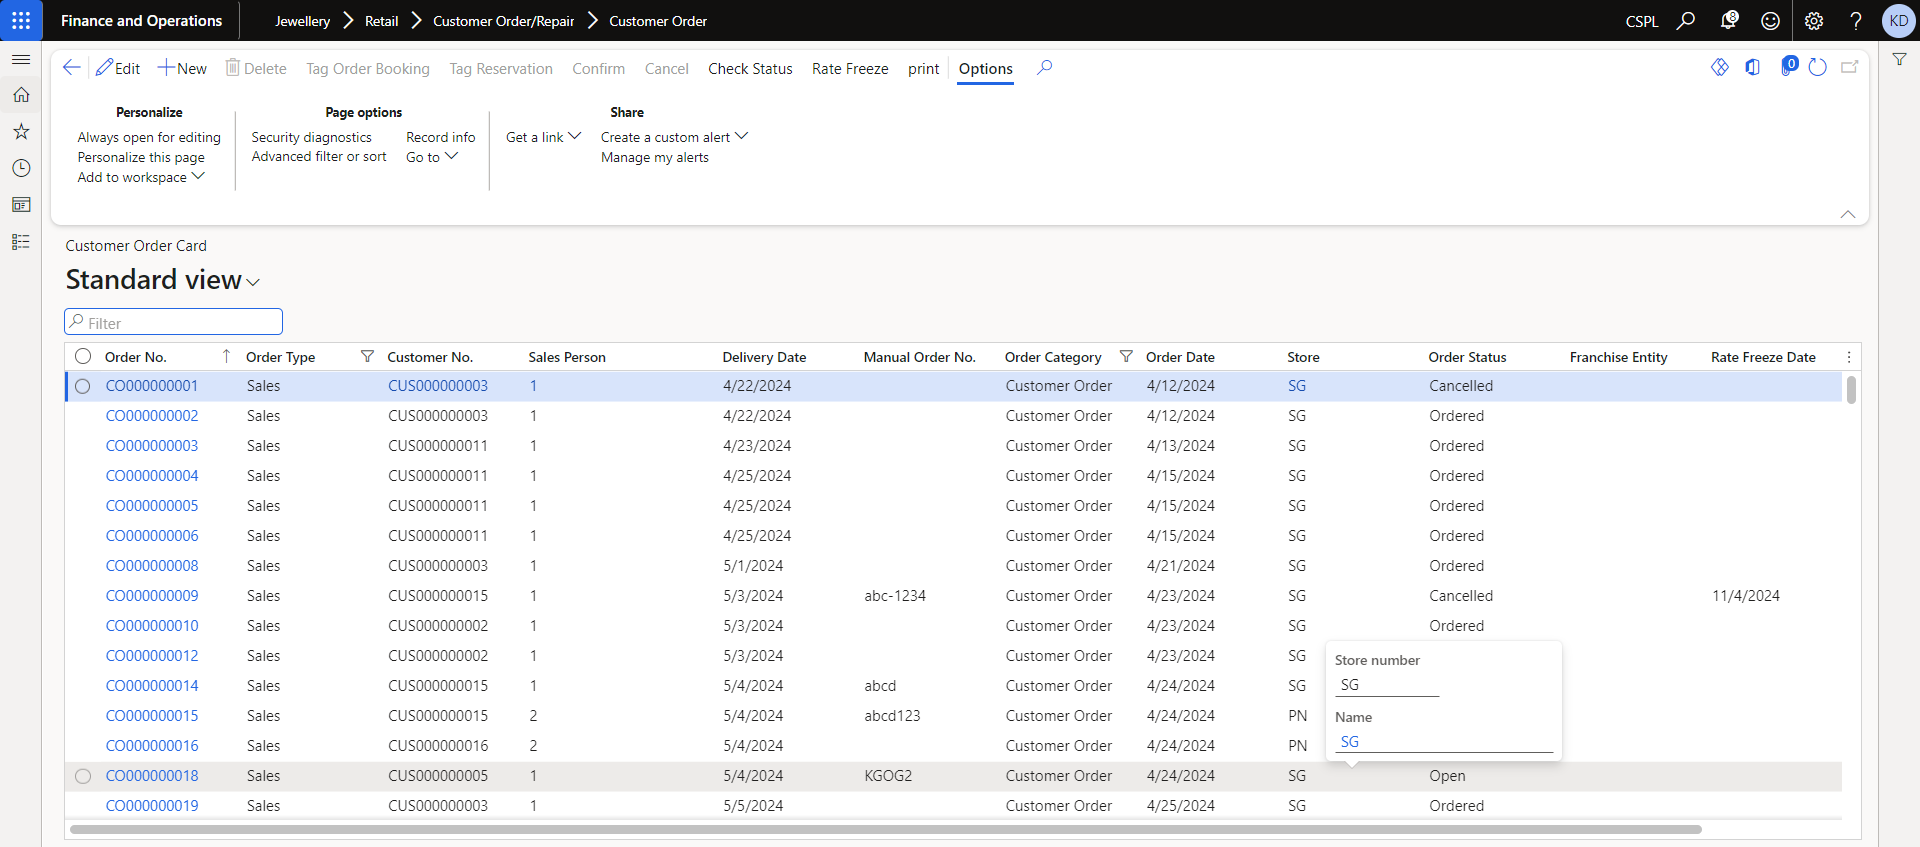 Finance and Operations Jewellery Retail Customer Order/Repair Customer Order CSPL 8 ? KD
Edit New Delete Tag Order Booking Tag Reservation Confirm Cancel Check Status Rate Freeze print Options 0
Personalize Page options Share
Always open for editing Security diagnostics Record info Get a link Create a custom alert
Personalize this page Advanced filter or sort Go to Manage my alerts
Add to workspace
Customer Order Card
Standard view
Filter
Order No. Order Type Customer No. Sales Person Delivery Date Manual Order No. Order Category Order Date Store Order Status Franchise Entity Rate Freeze Date
CO000000001 Sales CUS000000003 1 4/22/2024 Customer Order 4/12/2024 SG Cancelled
CO000000002 Sales CUS000000003 1 4/22/2024 Customer Order 4/12/2024 SG Ordered
CO000000003 Sales CUS000000011 1 4/23/2024 Customer Order 4/13/2024 SG Ordered
CO000000004 Sales CUS000000011 1 4/25/2024 Customer Order 4/15/2024 SG Ordered
CO000000005 Sales CUS000000011 1 4/25/2024 Customer Order 4/15/2024 SG Ordered
CO000000006 Sales CUS000000011 1 4/25/2024 Customer Order 4/15/2024 SG Ordered
CO000000008 Sales CUS000000003 1 5/1/2024 Customer Order 4/21/2024 SG Ordered
CO000000009 Sales CUS000000015 1 5/3/2024 abc-1234 Customer Order 4/23/2024 SG Cancelled 11/4/2024
CO000000010 Sales CUS000000002 1 5/3/2024 Customer Order 4/23/2024 SG Ordered
CO000000012 Sales CUS000000002 1 5/3/2024 Customer Order 4/23/2024 SG
CO000000014 Sales CUS000000015 1 5/4/2024 abcd Customer Order 4/24/2024 SG
CO000000015 Sales CUS000000015 2 5/4/2024 abcd123 Customer Order 4/24/2024 PN
CO000000016 Sales CUS000000016 2 5/4/2024 Customer Order 4/24/2024 PN
CO000000018 Sales CUS000000005 1 5/4/2024 KGOG2 Customer Order 4/24/2024 SG Open
CO000000019 Sales CUS000000003 1 5/5/2024 Customer Order 4/25/2024 SG Ordered
Store number
SG
Name
SG